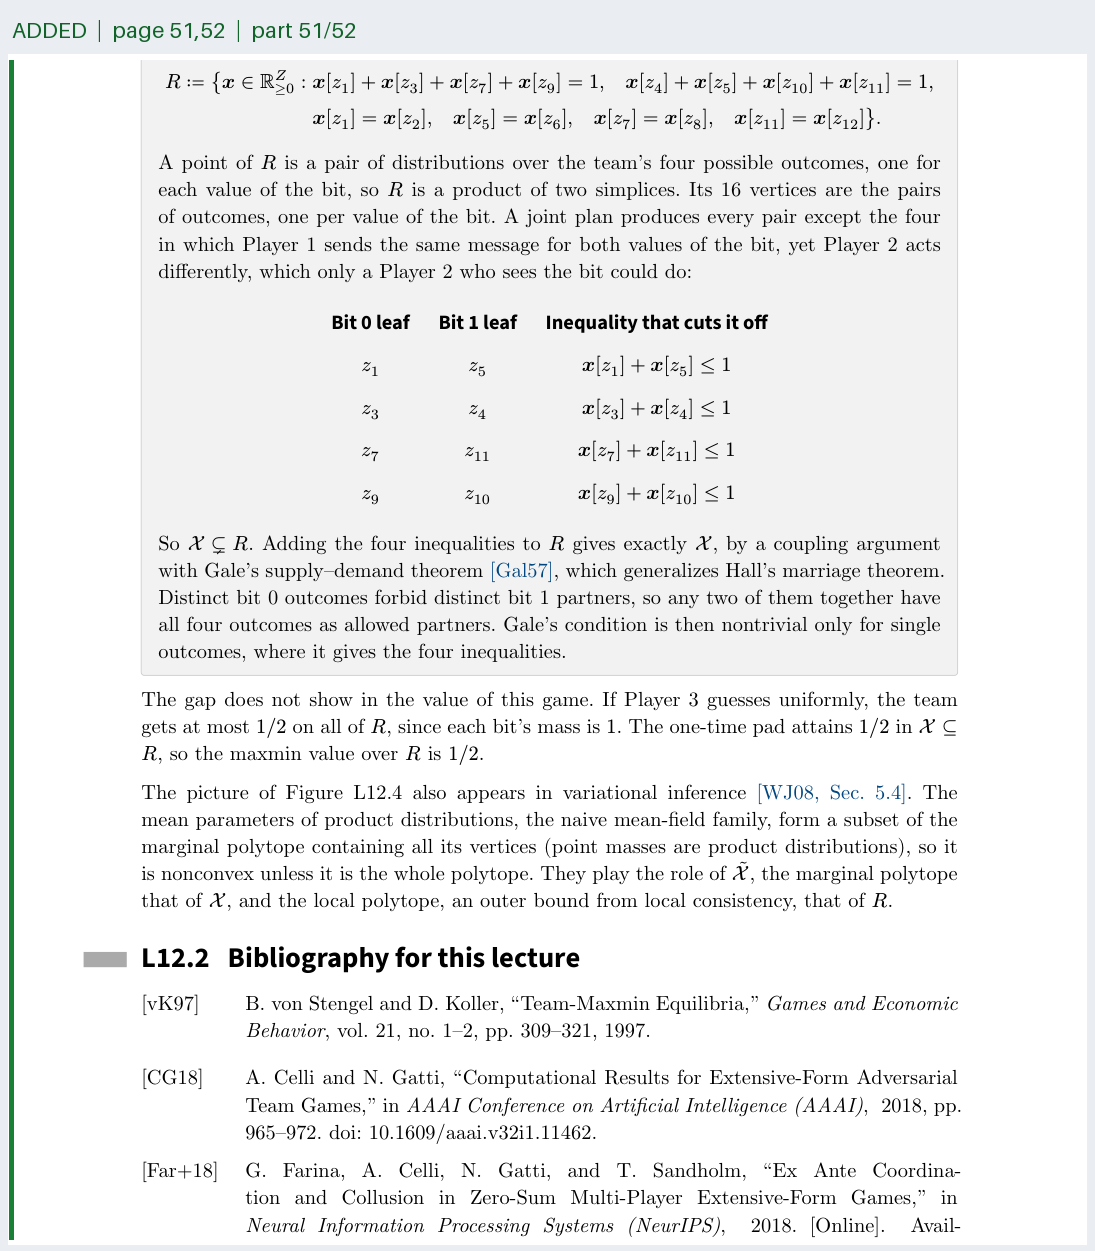 ADDED | page 51,52 | part 51/52
R ≔ {x ∈ ℝ^Z_{≥0} : x[z₁] + x[z₃] + x[z₇] + x[z₉] = 1, x[z₄] + x[z₅] + x[z₁₀] + x[z₁₁] = 1,
x[z₁] = x[z₂], x[z₅] = x[z₆], x[z₇] = x[z₈], x[z₁₁] = x[z₁₂]}.
A point of R is a pair of distributions over the team's four possible outcomes, one for
each value of the bit, so R is a product of two simplices. Its 16 vertices are the pairs
of outcomes, one per value of the bit. A joint plan produces every pair except the four
in which Player 1 sends the same message for both values of the bit, yet Player 2 acts
differently, which only a Player 2 who sees the bit could do:
Bit 0 leaf Bit 1 leaf Inequality that cuts it off
z₁ z₅ x[z₁] + x[z₅] ≤ 1
z₃ z₄ x[z₃] + x[z₄] ≤ 1
z₇ z₁₁ x[z₇] + x[z₁₁] ≤ 1
z₉ z₁₀ x[z₉] + x[z₁₀] ≤ 1
So 𝒳 ⊊ R. Adding the four inequalities to R gives exactly 𝒳, by a coupling argument
with Gale's supply–demand theorem [Gal57], which generalizes Hall's marriage theorem.
Distinct bit 0 outcomes forbid distinct bit 1 partners, so any two of them together have
all four outcomes as allowed partners. Gale's condition is then nontrivial only for single
outcomes, where it gives the four inequalities.
The gap does not show in the value of this game. If Player 3 guesses uniformly, the team
gets at most 1/2 on all of R, since each bit's mass is 1. The one-time pad attains 1/2 in 𝒳 ⊆
R, so the maxmin value over R is 1/2.
The picture of Figure L12.4 also appears in variational inference [WJ08, Sec. 5.4]. The
mean parameters of product distributions, the naive mean-field family, form a subset of the
marginal polytope containing all its vertices (point masses are product distributions), so it
is nonconvex unless it is the whole polytope. They play the role of 𝒳̃, the marginal polytope
that of 𝒳, and the local polytope, an outer bound from local consistency, that of R.
L12.2 Bibliography for this lecture
[vK97] B. von Stengel and D. Koller, “Team-Maxmin Equilibria,” Games and Economic
Behavior, vol. 21, no. 1–2, pp. 309–321, 1997.
[CG18] A. Celli and N. Gatti, “Computational Results for Extensive-Form Adversarial
Team Games,” in AAAI Conference on Artificial Intelligence (AAAI), 2018, pp.
965–972. doi: 10.1609/aaai.v32i1.11462.
[Far+18] G. Farina, A. Celli, N. Gatti, and T. Sandholm, “Ex Ante Coordina-
tion and Collusion in Zero-Sum Multi-Player Extensive-Form Games,” in
Neural Information Processing Systems (NeurIPS), 2018. [Online]. Avail-